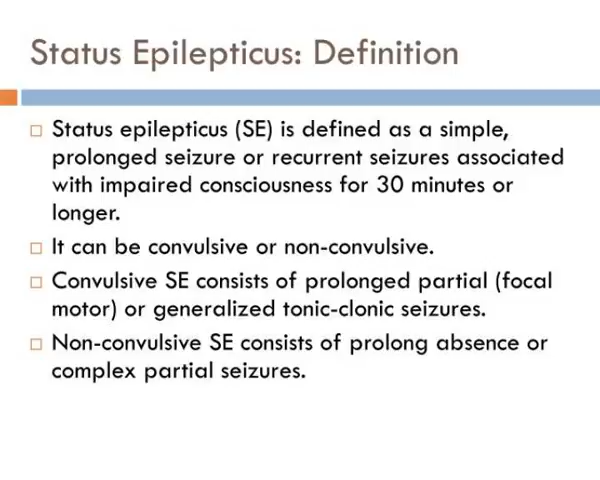 Status Epilepticus: Definition
Status epilepticus (SE) is defined as a simple,
prolonged seizure or recurrent seizures associated
with impaired consciousness for 30 minutes or
longer.
It can be convulsive or non-convulsive.
Convulsive SE consists of prolonged partial (focal
motor) or generalized tonic-clonic seizures.
Non-convulsive SE consists of prolong absence or
complex partial seizures.